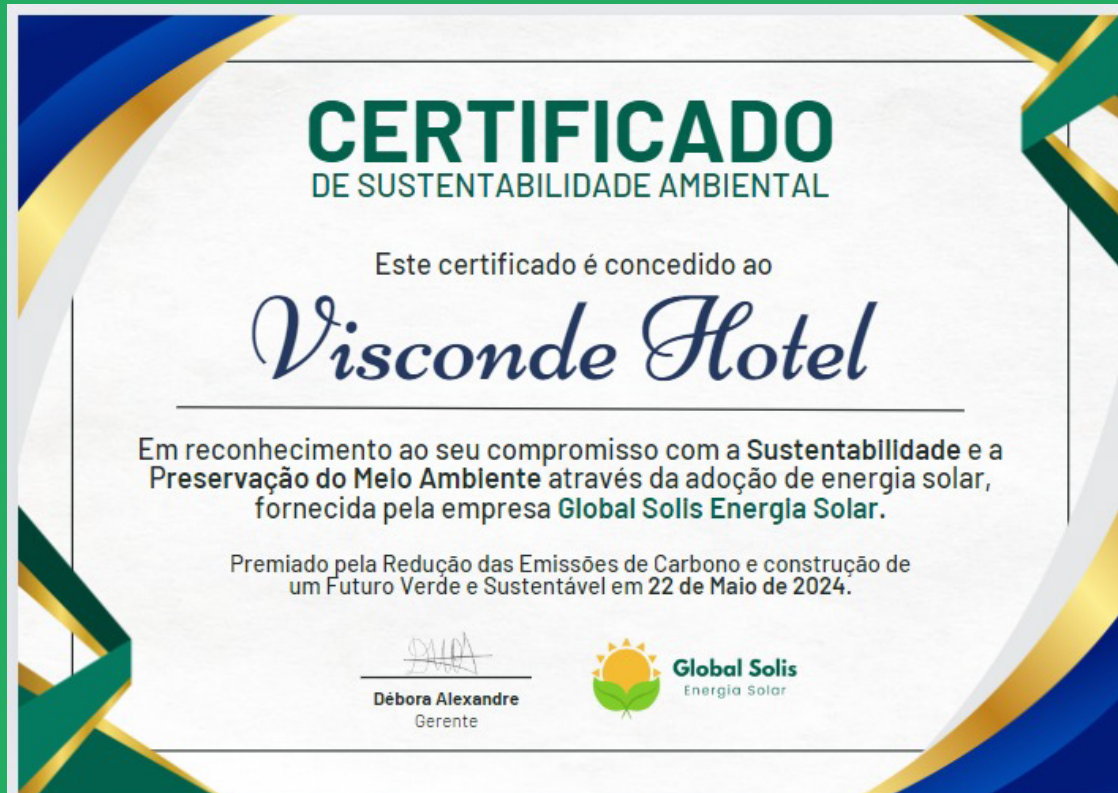 CERTIFICADO
DE SUSTENTABILIDADE AMBIENTAL
Este certificado é concedido ao
Visconde Hotel
Em reconhecimento ao seu compromisso com a Sustentabilidade e a
Preservação do Meio Ambiente através da adoção de energia solar,
fornecida pela empresa Global Solis Energia Solar.
Premiado pela Redução das Emissões de Carbono e construção de
um Futuro Verde e Sustentável em 22 de Maio de 2024.
Débora Alexandre
Gerente
Global Solis
Energia Solar